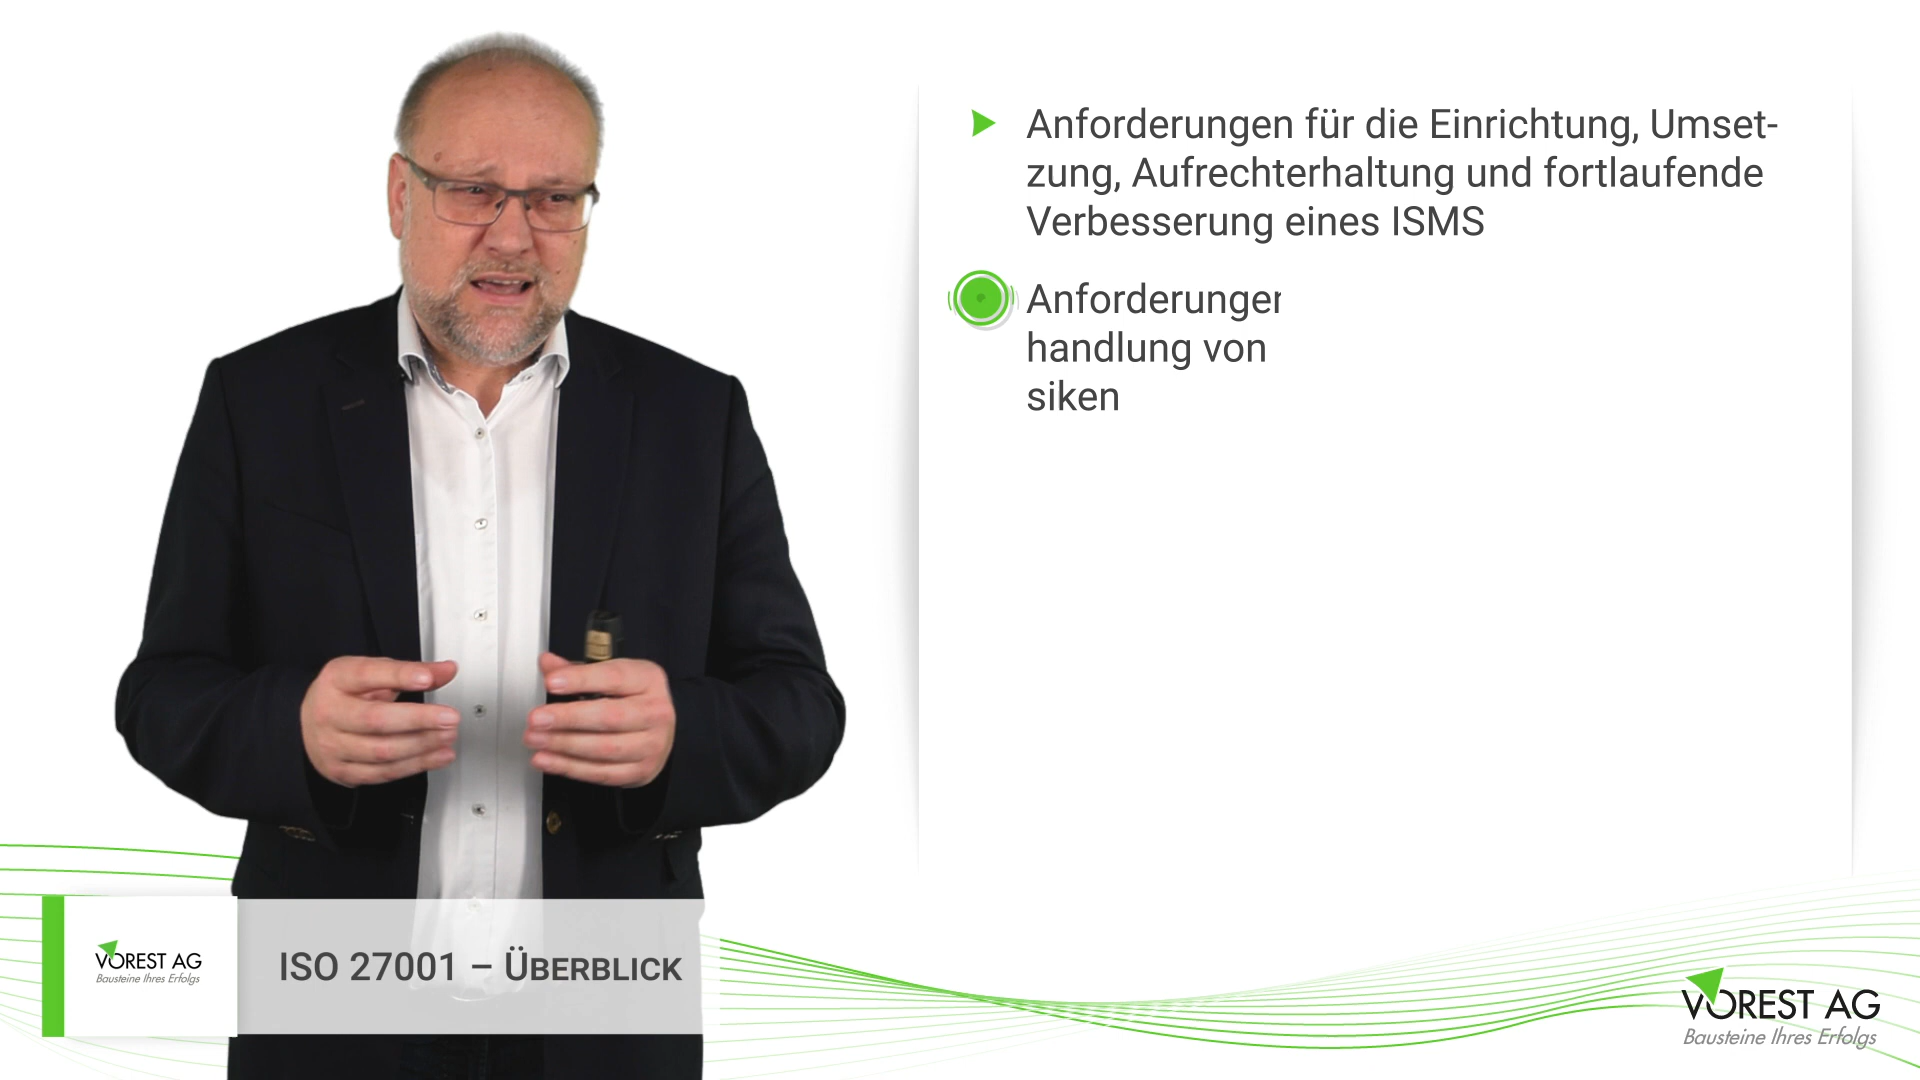 Anforderungen für die Einrichtung, Umset-
zung, Aufrechterhaltung und fortlaufende
Verbesserung eines ISMS
Anforderunger
handlung von
siken
VOREST AG
Bausteine Ihres Erfolgs
ISO 27001 – ÜBERBLICK
VOREST AG
Bausteine Ihres Erfolgs